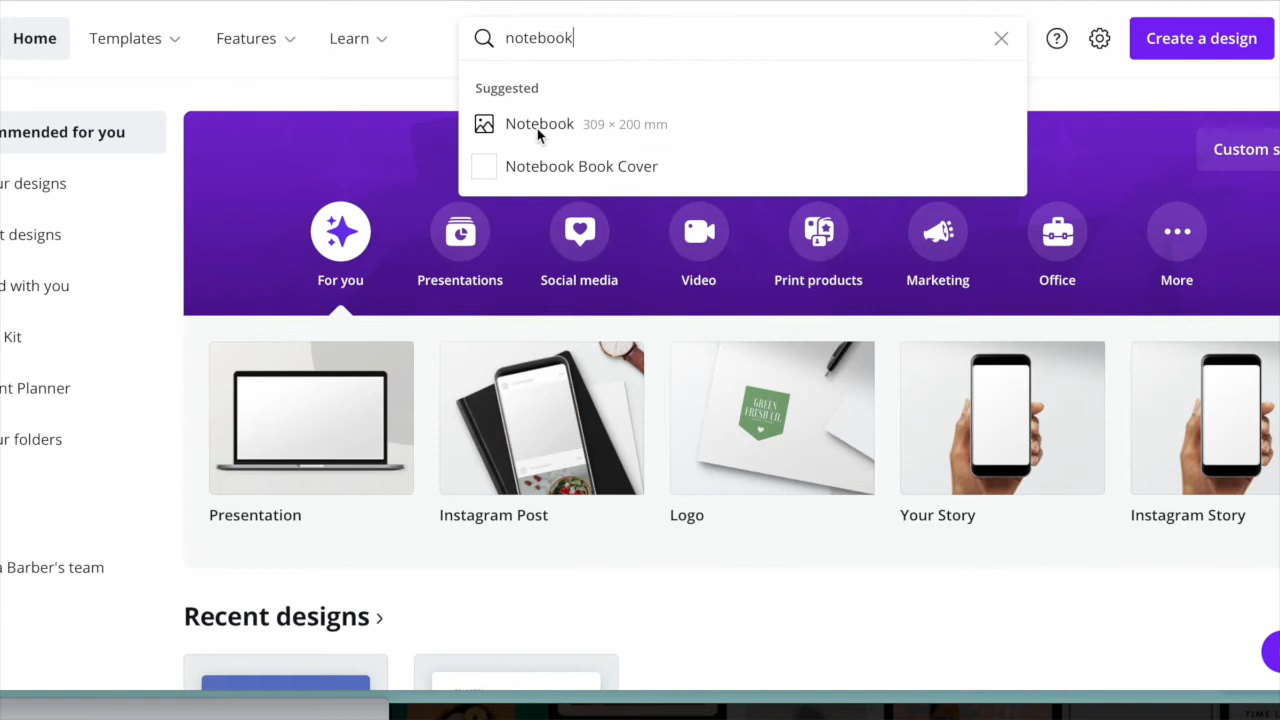 Home
Templates
Features
Learn
notebook
Create a design
Suggested
Notebook 309 × 200 mm
Notebook Book Cover
mmended for you
ur designs
t designs
d with you
Kit
nt Planner
ur folders
a Barber's team
Custom s
For you
Presentations
Social media
Video
Print products
Marketing
Office
More
GREEN
FRESH CO.
Presentation
Instagram Post
Logo
Your Story
Instagram Story
Recent designs